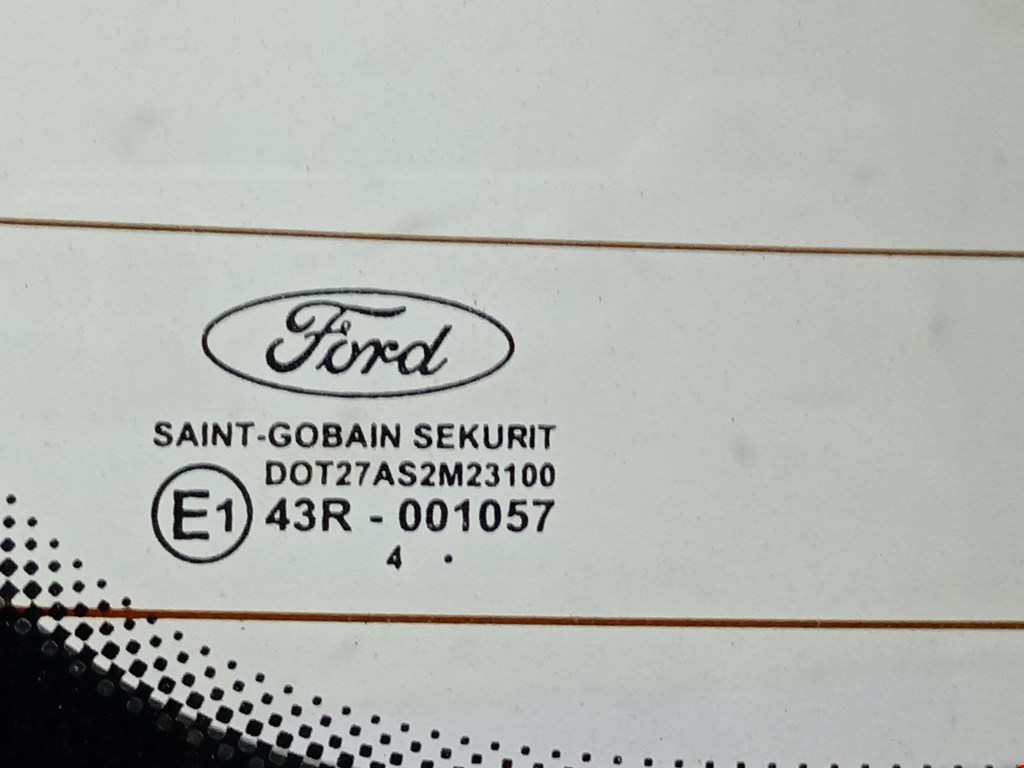 Ford
SAINT-GOBAIN SEKURIT
DOT27AS2M23100
E1 43R - 001057
4 .